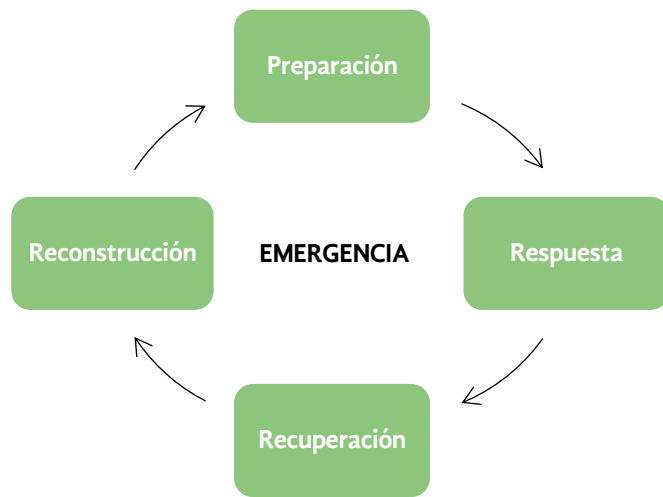 Preparación
Reconstrucción
EMERGENCIA
Respuesta
Recuperación